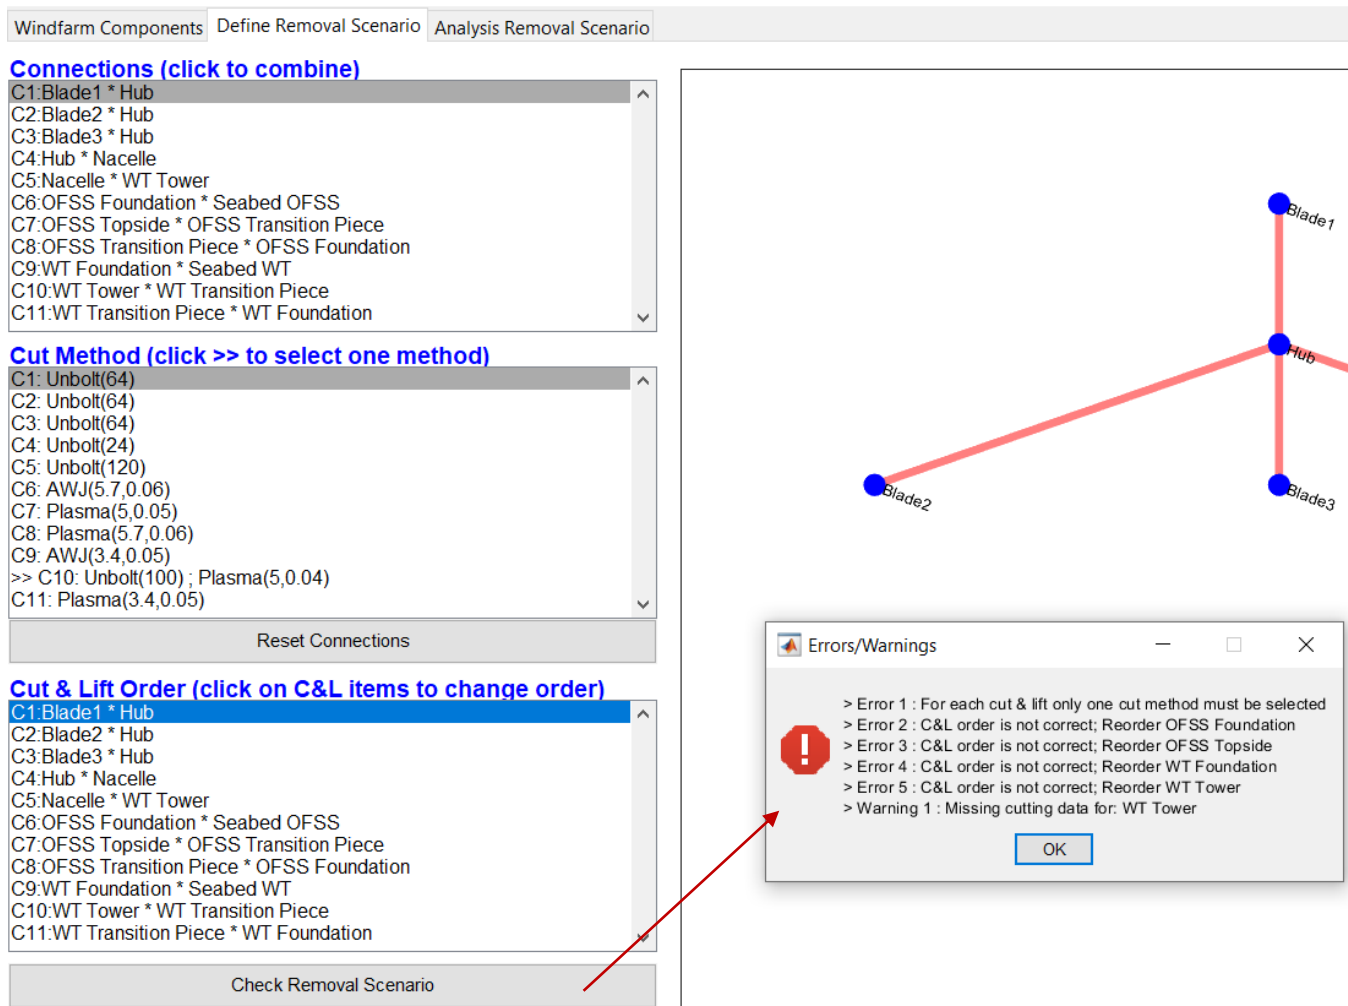 Windfarm Components Define Removal Scenario Analysis Removal Scenario
Connections (click to combine)
C1:Blade1 * Hub
C2:Blade2 * Hub
C3:Blade3 * Hub
C4:Hub * Nacelle
C5:Nacelle * WT Tower
C6:OFSS Foundation * Seabed OFSS
C7:OFSS Topside * OFSS Transition Piece
C8:OFSS Transition Piece * OFSS Foundation
C9:WT Foundation * Seabed WT
C10:WT Tower * WT Transition Piece
C11:WT Transition Piece * WT Foundation
Cut Method (click >> to select one method)
C1: Unbolt(64)
C2: Unbolt(64)
C3: Unbolt(64)
C4: Unbolt(24)
C5: Unbolt(120)
C6: AWJ(5.7,0.06)
C7: Plasma(5,0.05)
C8: Plasma(5.7,0.06)
C9: AWJ(3.4,0.05)
>> C10: Unbolt(100) ; Plasma(5,0.04)
C11: Plasma(3.4,0.05)
Reset Connections
Cut & Lift Order (click on C&L items to change order)
C1:Blade1 * Hub
C2:Blade2 * Hub
C3:Blade3 * Hub
C4:Hub * Nacelle
C5:Nacelle * WT Tower
C6:OFSS Foundation * Seabed OFSS
C7:OFSS Topside * OFSS Transition Piece
C8:OFSS Transition Piece * OFSS Foundation
C9:WT Foundation * Seabed WT
C10:WT Tower * WT Transition Piece
C11:WT Transition Piece * WT Foundation
Check Removal Scenario
Blade1
Hub
Blade2
Blade3
Errors/Warnings
> Error 1 : For each cut & lift only one cut method must be selected
> Error 2 : C&L order is not correct; Reorder OFSS Foundation
> Error 3 : C&L order is not correct; Reorder OFSS Topside
> Error 4 : C&L order is not correct; Reorder WT Foundation
> Error 5 : C&L order is not correct; Reorder WT Tower
> Warning 1 : Missing cutting data for: WT Tower
OK